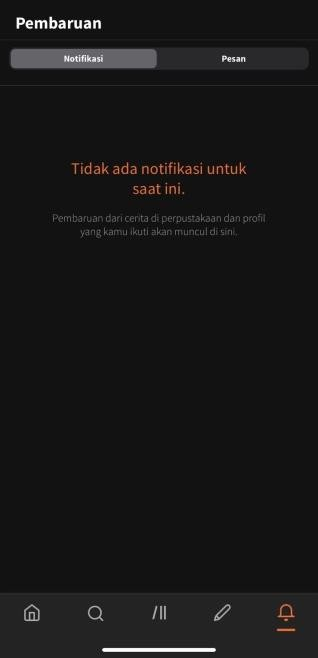 Pembaruan
Notifikasi
Pesan
Tidak ada notifikasi untuk
saat ini.
Pembaruan dari cerita di perpustakaan dan profil
yang kamu ikuti akan muncul di sini.